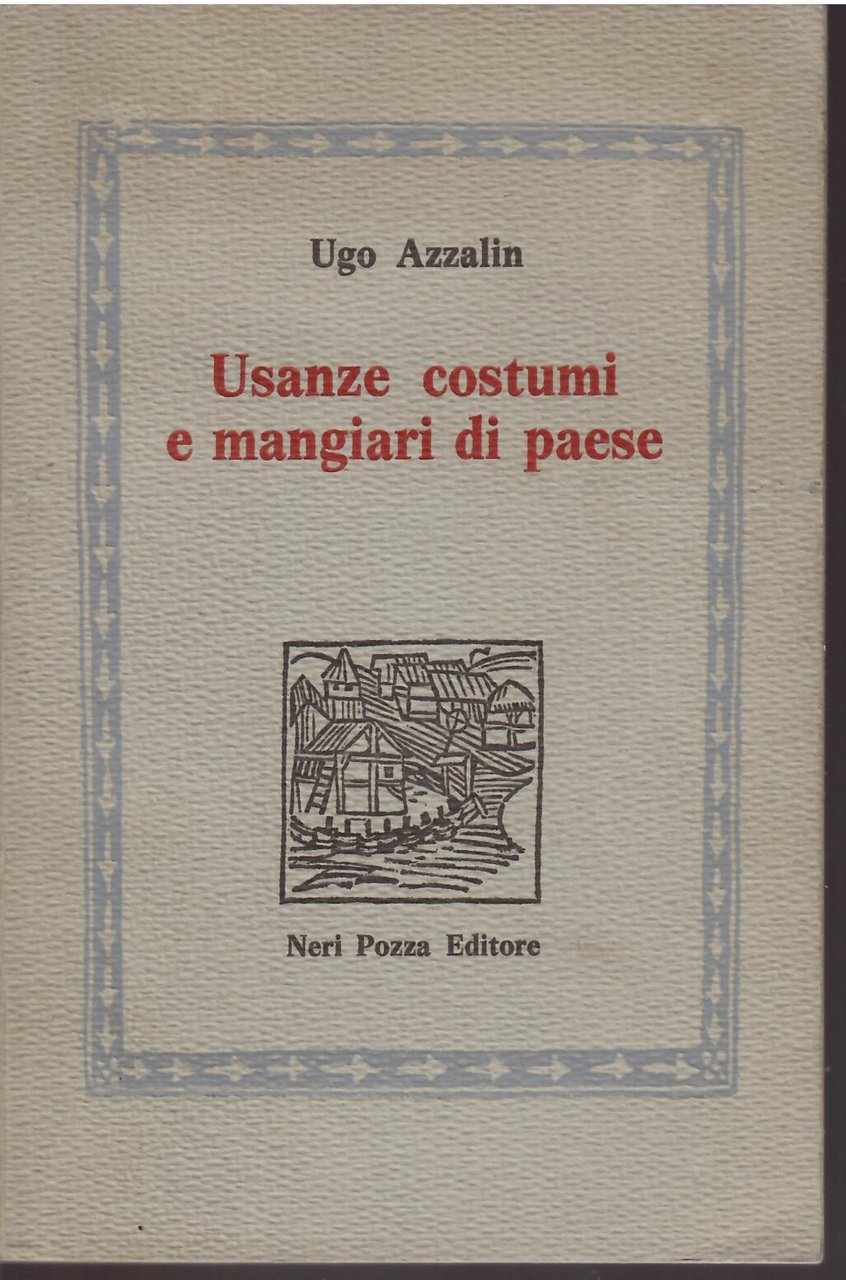 Ugo Azzalin
Usanze costumi
e mangiari di paese
Neri Pozza Editore